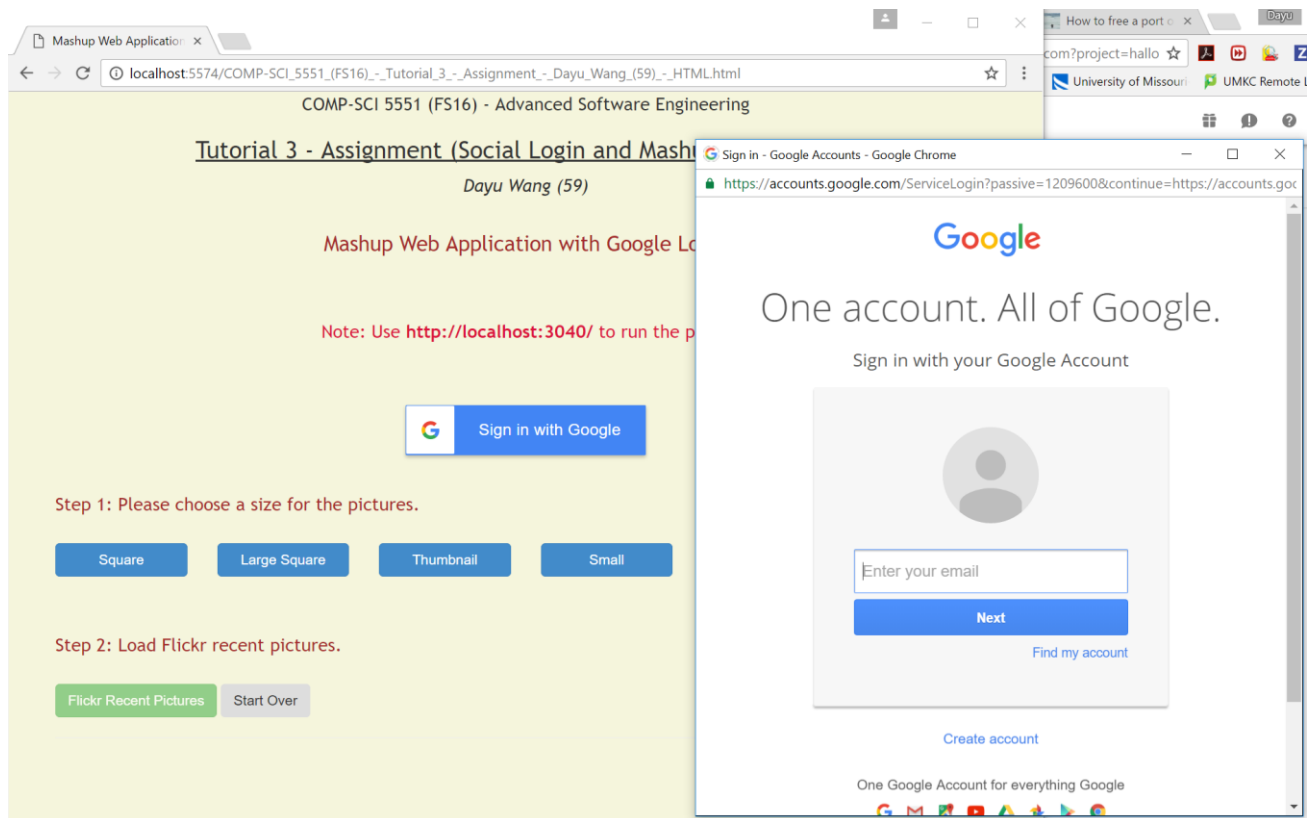 Mashup Web Application
localhost:5574/COMP-SCI_5551_(FS16)_-_Tutorial_3_-_Assignment_-_Dayu_Wang_(59)_-_HTML.html
COMP-SCI 5551 (FS16) - Advanced Software Engineering
Tutorial 3 - Assignment (Social Login and Mashu
Dayu Wang (59)
Mashup Web Application with Google Lo
Note: Use http://localhost:3040/ to run the p
Sign in with Google
Step 1: Please choose a size for the pictures.
Square Large Square Thumbnail Small
Step 2: Load Flickr recent pictures.
Flickr Recent Pictures Start Over
How to free a port o
Dayu
com?project=hallo
University of Missouri UMKC Remote L
Sign in - Google Accounts - Google Chrome
https://accounts.google.com/ServiceLogin?passive=1209600&continue=https://accounts.goo
Google
One account. All of Google.
Sign in with your Google Account
Enter your email
Next
Find my account
Create account
One Google Account for everything Google